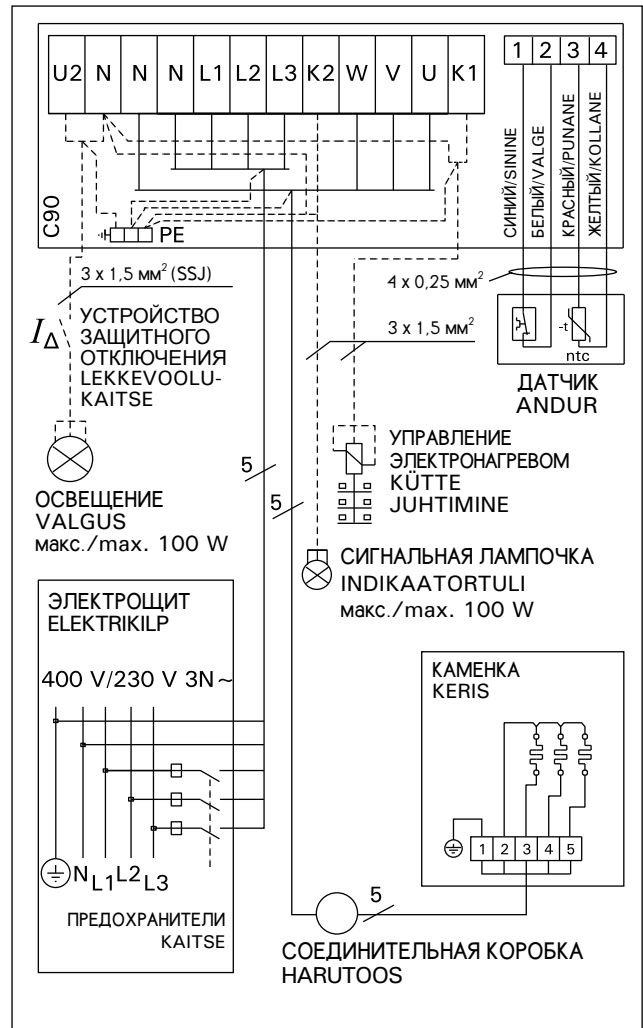 U2 N N N L1 L2 L3 K2 W V U K1
1 2 3 4
СИНИЙ/SININE
БЕЛЫЙ/VALGE
КРАСНЫЙ/PUNANE
ЖЕЛТЫЙ/KOLLANE
C90
PE
3 x 1,5 мм² (SSJ)
4 x 0,25 мм²
I∆
УСТРОЙСТВО
ЗАЩИТНОГО
ОТКЛЮЧЕНИЯ
LEKKEVOOLU-
KAITSE
3 x 1,5 мм²
-t
ntc
ДАТЧИК
ANDUR
ОСВЕЩЕНИЕ
VALGUS
макс./max. 100 W
5
5
УПРАВЛЕНИЕ
ЭЛЕКТРОНАГРЕВОМ
KÜTTE
JUHTIMINE
СИГНАЛЬНАЯ ЛАМПОЧКА
INDIKAATORTULI
макс./max. 100 W
ЭЛЕКТРОЩИТ
ELEKTRIKILP
400 V/230 V 3N ~
N L1 L2 L3
ПРЕДОХРАНИТЕЛИ
KAITSE
КАМЕНКА
KERIS
1 2 3 4 5
5
СОЕДИНИТЕЛЬНАЯ КОРОБКА
HARUTOOS